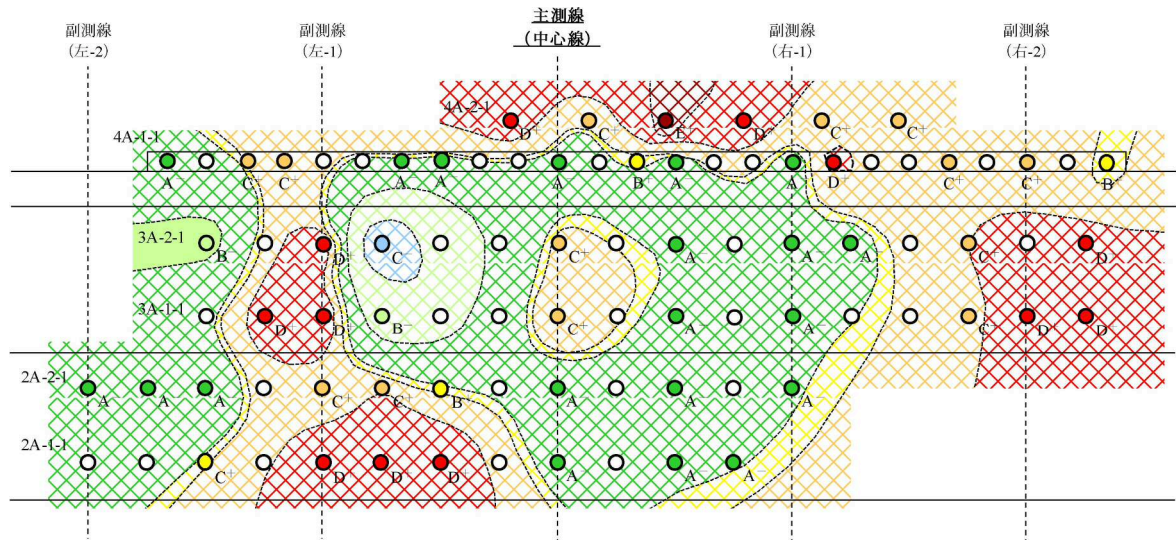 副測線
(左-2)
副測線
(左-1)
主測線
(中心線)
副測線
(右-1)
副測線
(右-2)
4A-2-1
D⁺ C⁺ E⁺ D⁻ C⁺ C⁺
4A-1-1
A⁻ C⁺ C⁺ A⁻ A⁻ A⁻ B⁺ A⁻ A⁻ D⁻ C⁺ C⁺ B⁻
3A-2-1
B⁻ D⁺ C⁻ C⁺ A⁻ A⁻ A⁻ C⁺ D⁻
3A-1-1
D⁺ D⁺ B⁻ C⁺ A⁻ A⁻ C⁺ D⁺ D⁺
2A-2-1
A⁻ A⁻ A⁻ C⁺ C⁺ B⁻ A⁻ A⁻ A⁻
2A-1-1
C⁺ D⁺ D⁺ D⁺ A⁻ A⁻ A⁻